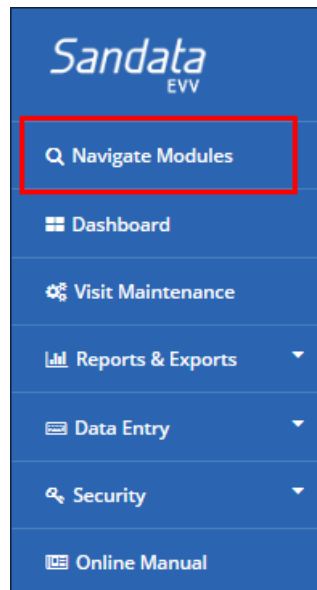 Sandata
EVV
Navigate Modules
Dashboard
Visit Maintenance
Reports & Exports
Data Entry
Security
Online Manual